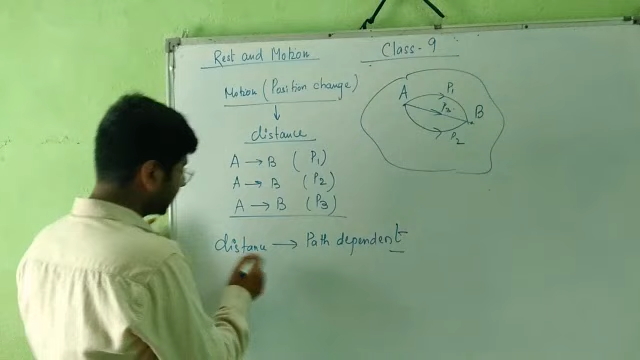 Rest and Motion
Class-9
Motion (Position change)
↓
distance
A → B (P1)
A → B (P2)
A → B (P3)
distance → Path dependent
A
P1
P3
B
P2